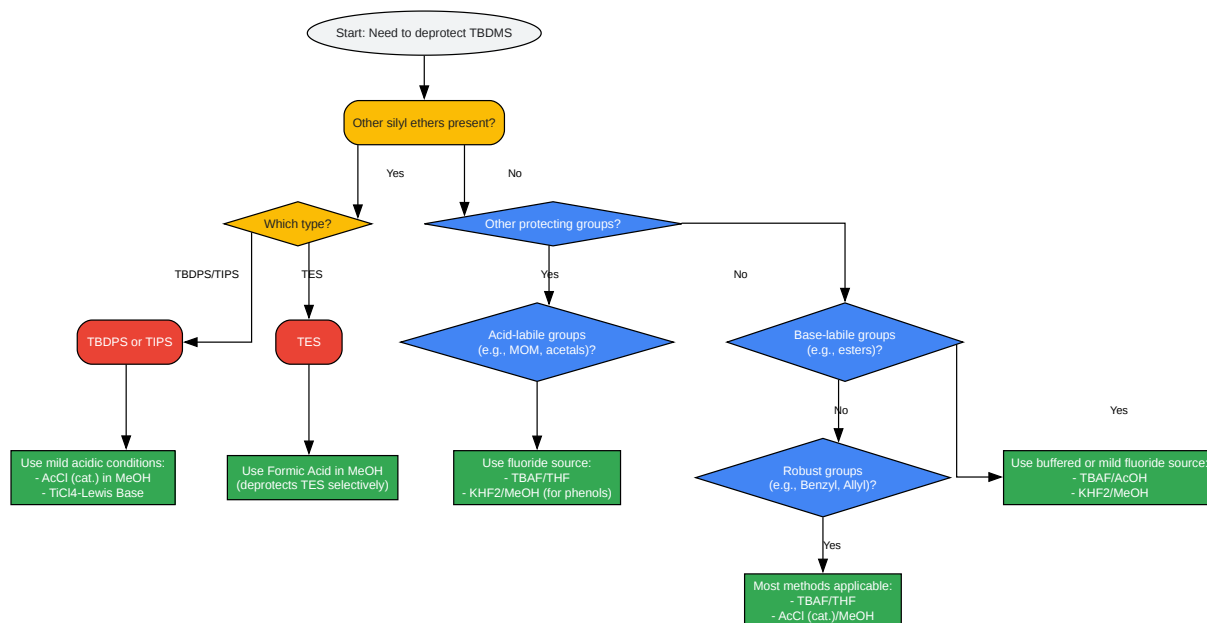 Start: Need to deprotect TBDMS
Other silyl ethers present?
Yes
No
Which type?
Other protecting groups?
TBDPS/TIPS
TES
Yes
No
TBDPS or TIPS
TES
Acid-labile groups
(e.g., MOM, acetals)?
Base-labile groups
(e.g., esters)?
No
Yes
Use mild acidic conditions:
- AcCl (cat.) in MeOH
- TiCl4-Lewis Base
Use Formic Acid in MeOH
(deprotects TES selectively)
Use fluoride source:
- TBAF/THF
- KHF2/MeOH (for phenols)
Robust groups
(e.g., Benzyl, Allyl)?
Use buffered or mild fluoride source:
- TBAF/AcOH
- KHF2/MeOH
Yes
Most methods applicable:
- TBAF/THF
- AcCl (cat.)/MeOH